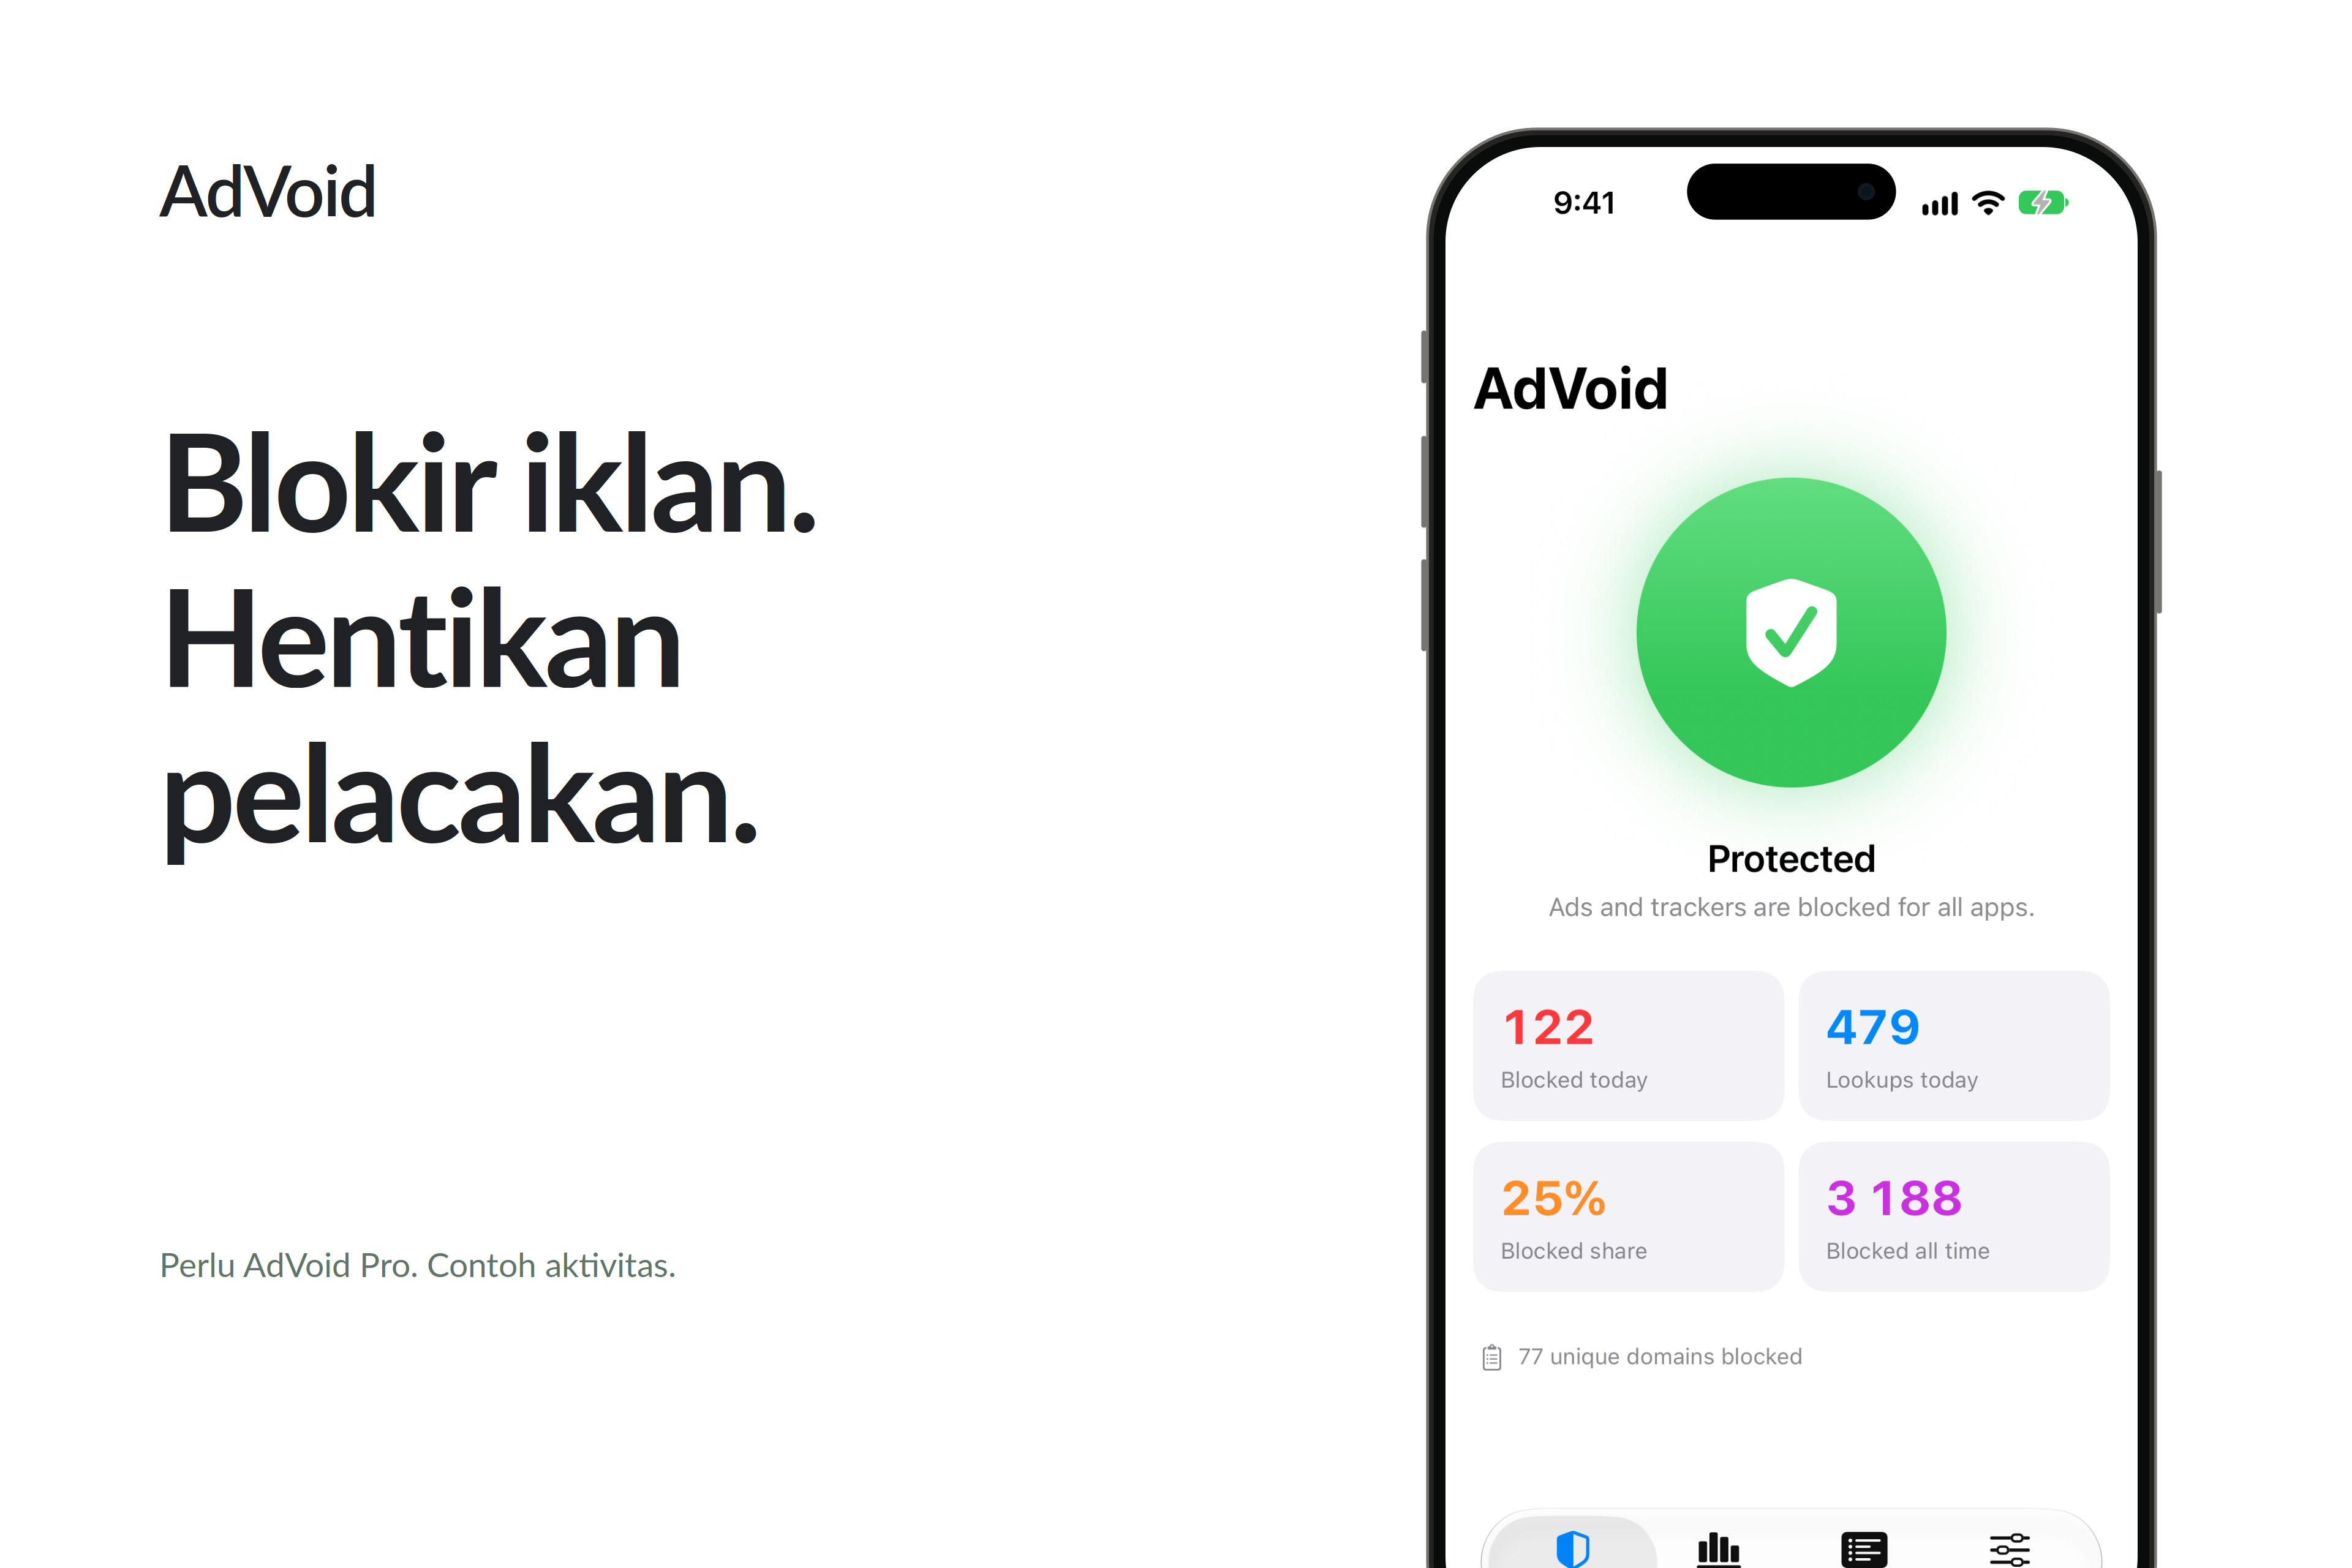 AdVoid
Blokir iklan.
Hentikan
pelacakan.
Perlu AdVoid Pro. Contoh aktivitas.
9:41
AdVoid
Protected
Ads and trackers are blocked for all apps.
122
Blocked today
479
Lookups today
25%
Blocked share
3 188
Blocked all time
77 unique domains blocked